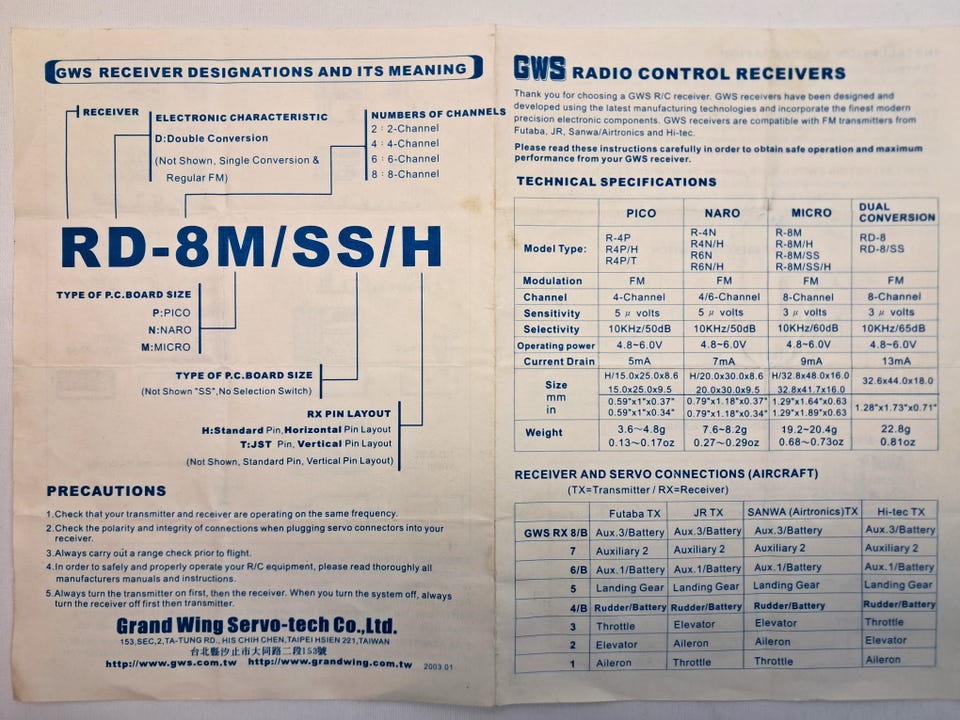 GWS RECEIVER DESIGNATIONS AND ITS MEANING
RECEIVER
ELECTRONIC CHARACTERISTIC
D:Double Conversion
(Not Shown, Single Conversion &
Regular FM)
NUMBERS OF CHANNELS
2 : 2-Channel
4 : 4-Channel
6 : 6-Channel
8 : 8-Channel
RD-8M/SS/H
TYPE OF P.C.BOARD SIZE
P:PICO
N:NARO
M:MICRO
TYPE OF P.C.BOARD SIZE
(Not Shown "SS",No Selection Switch)
RX PIN LAYOUT
H:Standard Pin,Horizontal Pin Layout
T:JST Pin, Vertical Pin Layout
(Not Shown, Standard Pin, Vertical Pin Layout)
PRECAUTIONS
1.Check that your transmitter and receiver are operating on the same frequency.
2.Check the polarity and integrity of connections when plugging servo connectors into your
receiver.
3.Always carry out a range check prior to flight.
4.In order to safely and properly operate your R/C equipment, please read thoroughly all
manufacturers manuals and instructions.
5.Always turn the transmitter on first, then the receiver. When you turn the system off, always
turn the receiver off first then transmitter.
Grand Wing Servo-tech Co.,Ltd.
153,SEC,2,TA-TUNG RD., HIS CHIH CHEN,TAIPEI HSIEN 221,TAIWAN
台北縣汐止市大同路二段153號
http://www.gws.com.tw http://www.grandwing.com.tw 2003.01
GWS RADIO CONTROL RECEIVERS
Thank you for choosing a GWS R/C receiver. GWS receivers have been designed and
developed using the latest manufacturing technologies and incorporate the finest modern
precision electronic components. GWS receivers are compatible with FM transmitters from
Futaba, JR, Sanwa/Airtronics and Hi-tec.
Please read these instructions carefully in order to obtain safe operation and maximum
performance from your GWS receiver.
TECHNICAL SPECIFICATIONS
PICO NARO MICRO DUAL CONVERSION
Model Type: R-4P R-4N R-8M RD-8
R4P/H R4N/H R-8M/H RD-8/SS
R4P/T R6N R-8M/SS
R6N/H R-8M/SS/H
Modulation FM FM FM FM
Channel 4-Channel 4/6-Channel 8-Channel 8-Channel
Sensitivity 5 μ volts 5 μ volts 3 μ volts 3 μ volts
Selectivity 10KHz/50dB 10KHz/50dB 10KHz/60dB 10KHz/65dB
Operating power 4.8~6.0V 4.8~6.0V 4.8~6.0V 4.8~6.0V
Current Drain 5mA 7mA 9mA 13mA
Size mm in
H/15.0x25.0x8.6 H/20.0x30.0x8.6 H/32.8x48.0x16.0 32.6x44.0x18.0
15.0x25.0x9.5 20.0x30.0x9.5 32.8x41.7x16.0
0.59"x1"x0.37" 0.79"x1.18"x0.37" 1.29"x1.64"x0.63 1.28"x1.73"x0.71"
0.59"x1"x0.34" 0.79"x1.18"x0.34" 1.29"x1.89"x0.63
Weight 3.6~4.8g 7.6~8.2g 19.2~20.4g 22.8g
0.13~0.17oz 0.27~0.29oz 0.68~0.73oz 0.81oz
RECEIVER AND SERVO CONNECTIONS (AIRCRAFT)
(TX=Transmitter / RX=Receiver)
Futaba TX JR TX SANWA (Airtronics)TX Hi-tec TX
GWS RX 8/B Aux.3/Battery Aux.3/Battery Aux.3/Battery Aux.3/Battery
7 Auxiliary 2 Auxiliary 2 Auxiliary 2 Auxiliary 2
6/B Aux.1/Battery Aux.1/Battery Aux.1/Battery Aux.1/Battery
5 Landing Gear Landing Gear Landing Gear Landing Gear
4/B Rudder/Battery Rudder/Battery Rudder/Battery Rudder/Battery
3 Throttle Elevator Elevator Throttle
2 Elevator Aileron Aileron Elevator
1 Aileron Throttle Throttle Aileron